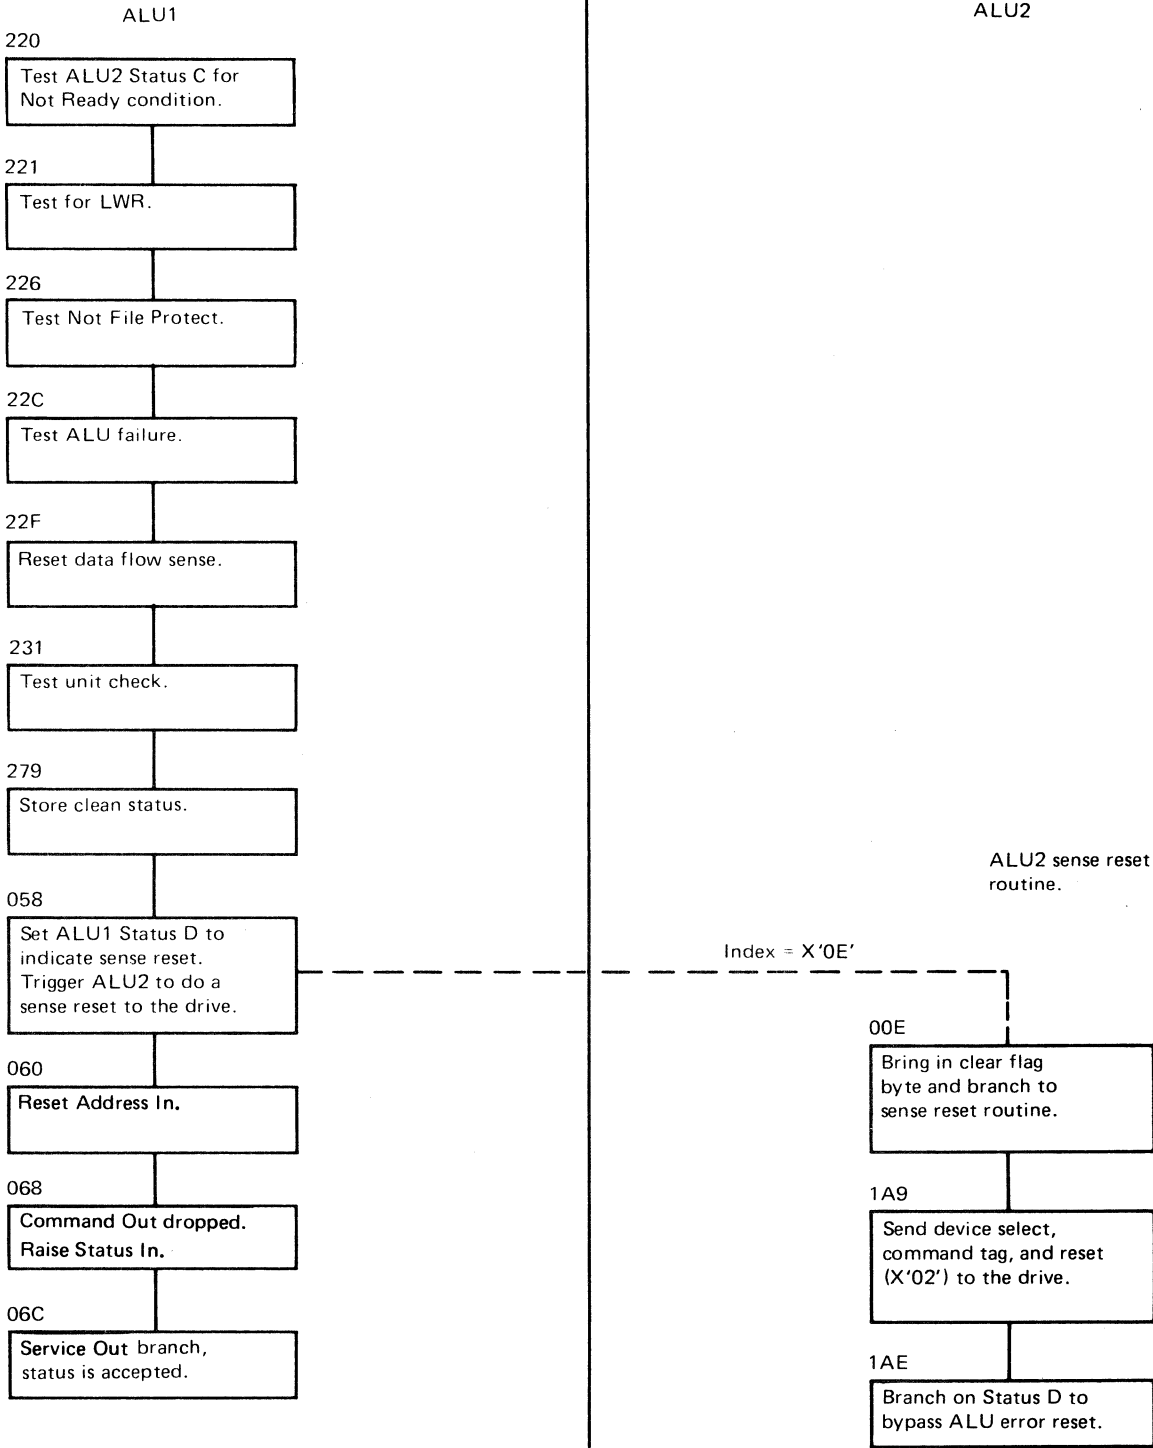 ALU1
220
Test ALU2 Status C for
Not Ready condition.
221
Test for LWR.
226
Test Not File Protect.
22C
Test ALU failure.
22F
Reset data flow sense.
231
Test unit check.
279
Store clean status.
058
Set ALU1 Status D to
indicate sense reset.
Trigger ALU2 to do a
sense reset to the drive.
060
Reset Address In.
068
Command Out dropped.
Raise Status In.
06C
Service Out branch,
status is accepted.
ALU2
ALU2 sense reset
routine.
Index = X'0E'
00E
Bring in clear flag
byte and branch to
sense reset routine.
1A9
Send device select,
command tag, and reset
(X'02') to the drive.
1AE
Branch on Status D to
bypass ALU error reset.